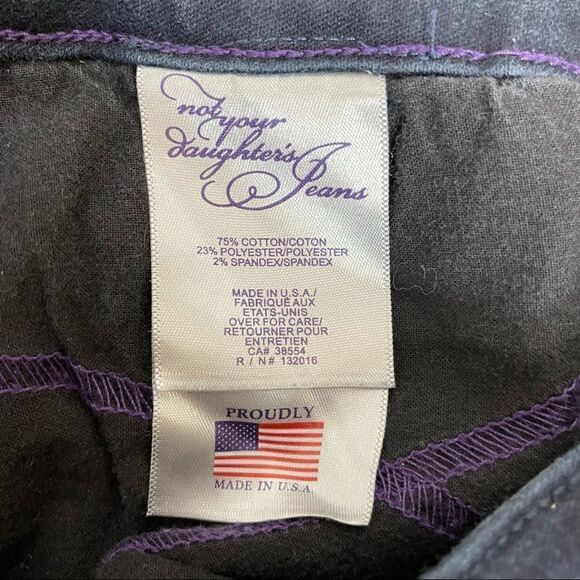 not
your
daughter's
Jeans
75% COTTON/COTON
23% POLYESTER/POLYESTER
2% SPANDEX/SPANDEX
MADE IN U.S.A./
FABRIQUÉ AUX
ETATS-UNIS
OVER FOR CARE/
RETOURNER POUR
ENTRETIEN
CA# 38554
R / N# 132016
PROUDLY
MADE IN U.S.A.